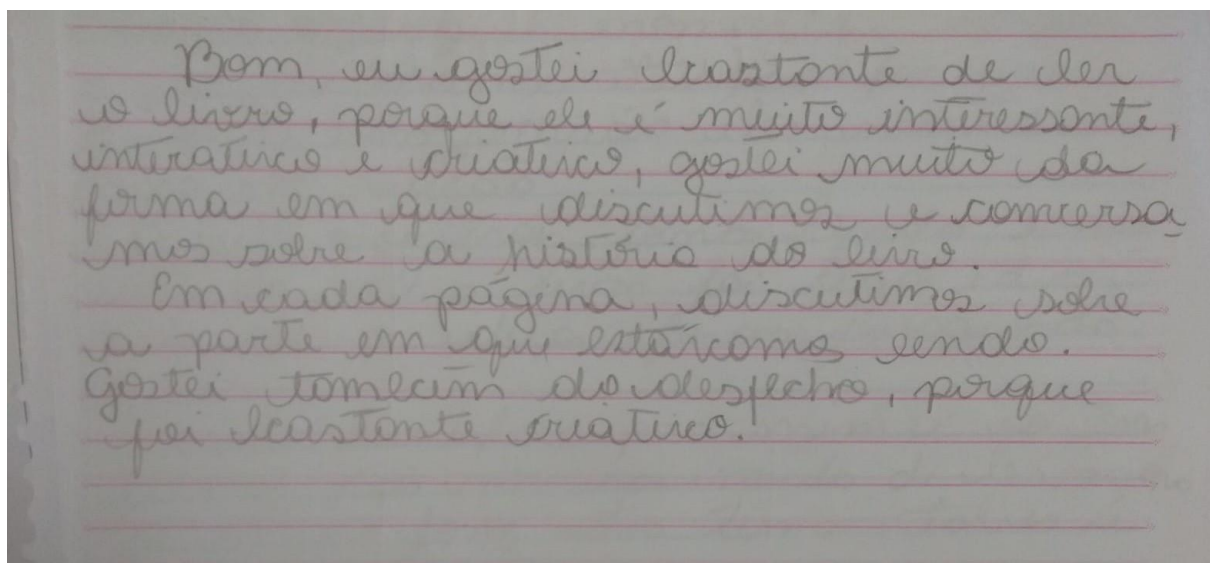 Bom, eu gostei bastante de ler
o livro, porque ele é muito interessante,
interativo e criativo, gostei muito da
forma em que discutimos e conversa
mos sobre a história do livro.
Em cada página, discutimos sobre
a parte em que estávamos lendo.
Gostei também do desfecho, porque
foi bastante criativo.